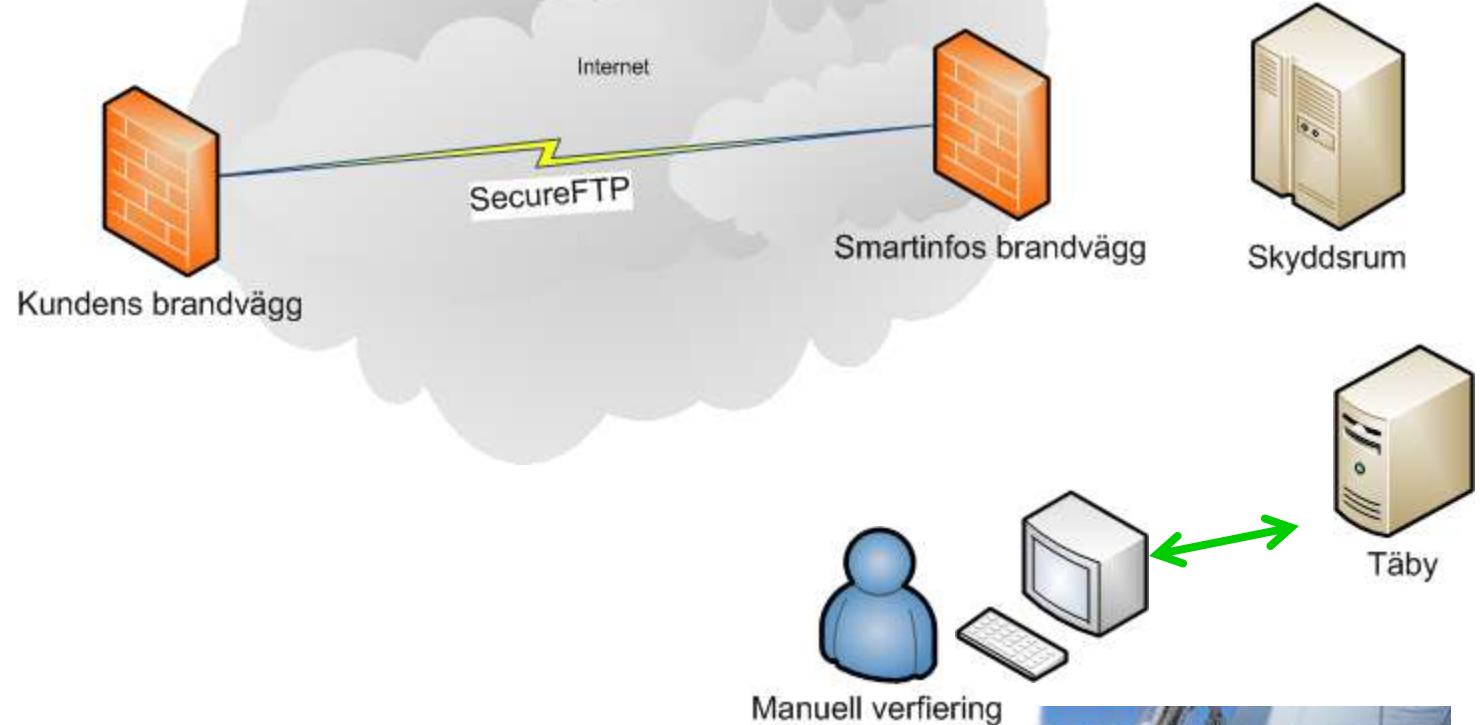 Internet
SecureFTP
Smartinfos brandvägg
Skyddsrum
Kundens brandvägg
Täby
Manuell verfiering